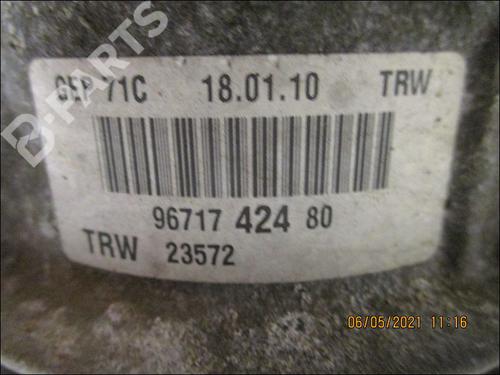 B-PARTS
GEP 71C 18.01.10 TRW
96717 424 80
TRW 23572
06/05/2021 11:16